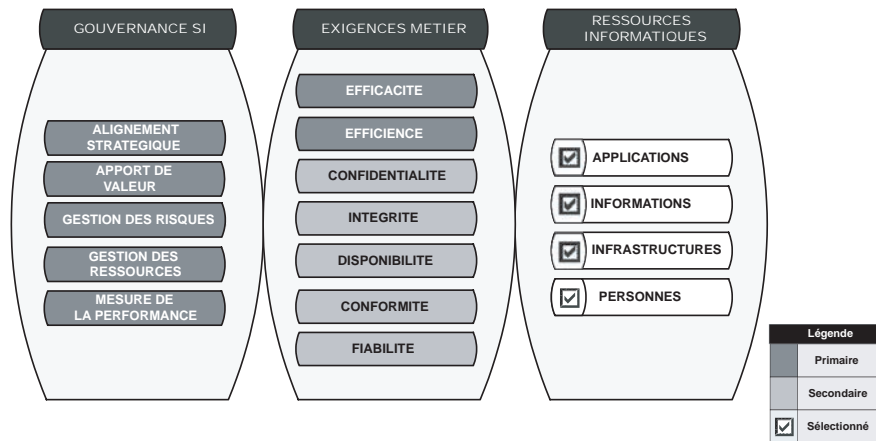 GOUVERNANCE SI
ALIGNEMENT
STRATEGIQUE
APPORT DE
VALEUR
GESTION DES RISQUES
GESTION DES
RESSOURCES
MESURE DE
LA PERFORMANCE
EXIGENCES METIER
EFFICACITE
EFFICIENCE
CONFIDENTIALITE
INTEGRITE
DISPONIBILITE
CONFORMITE
FIABILITE
RESSOURCES
INFORMATIQUES
APPLICATIONS
INFORMATIONS
INFRASTRUCTURES
PERSONNES
Légende
Primaire
Secondaire
Sélectionné